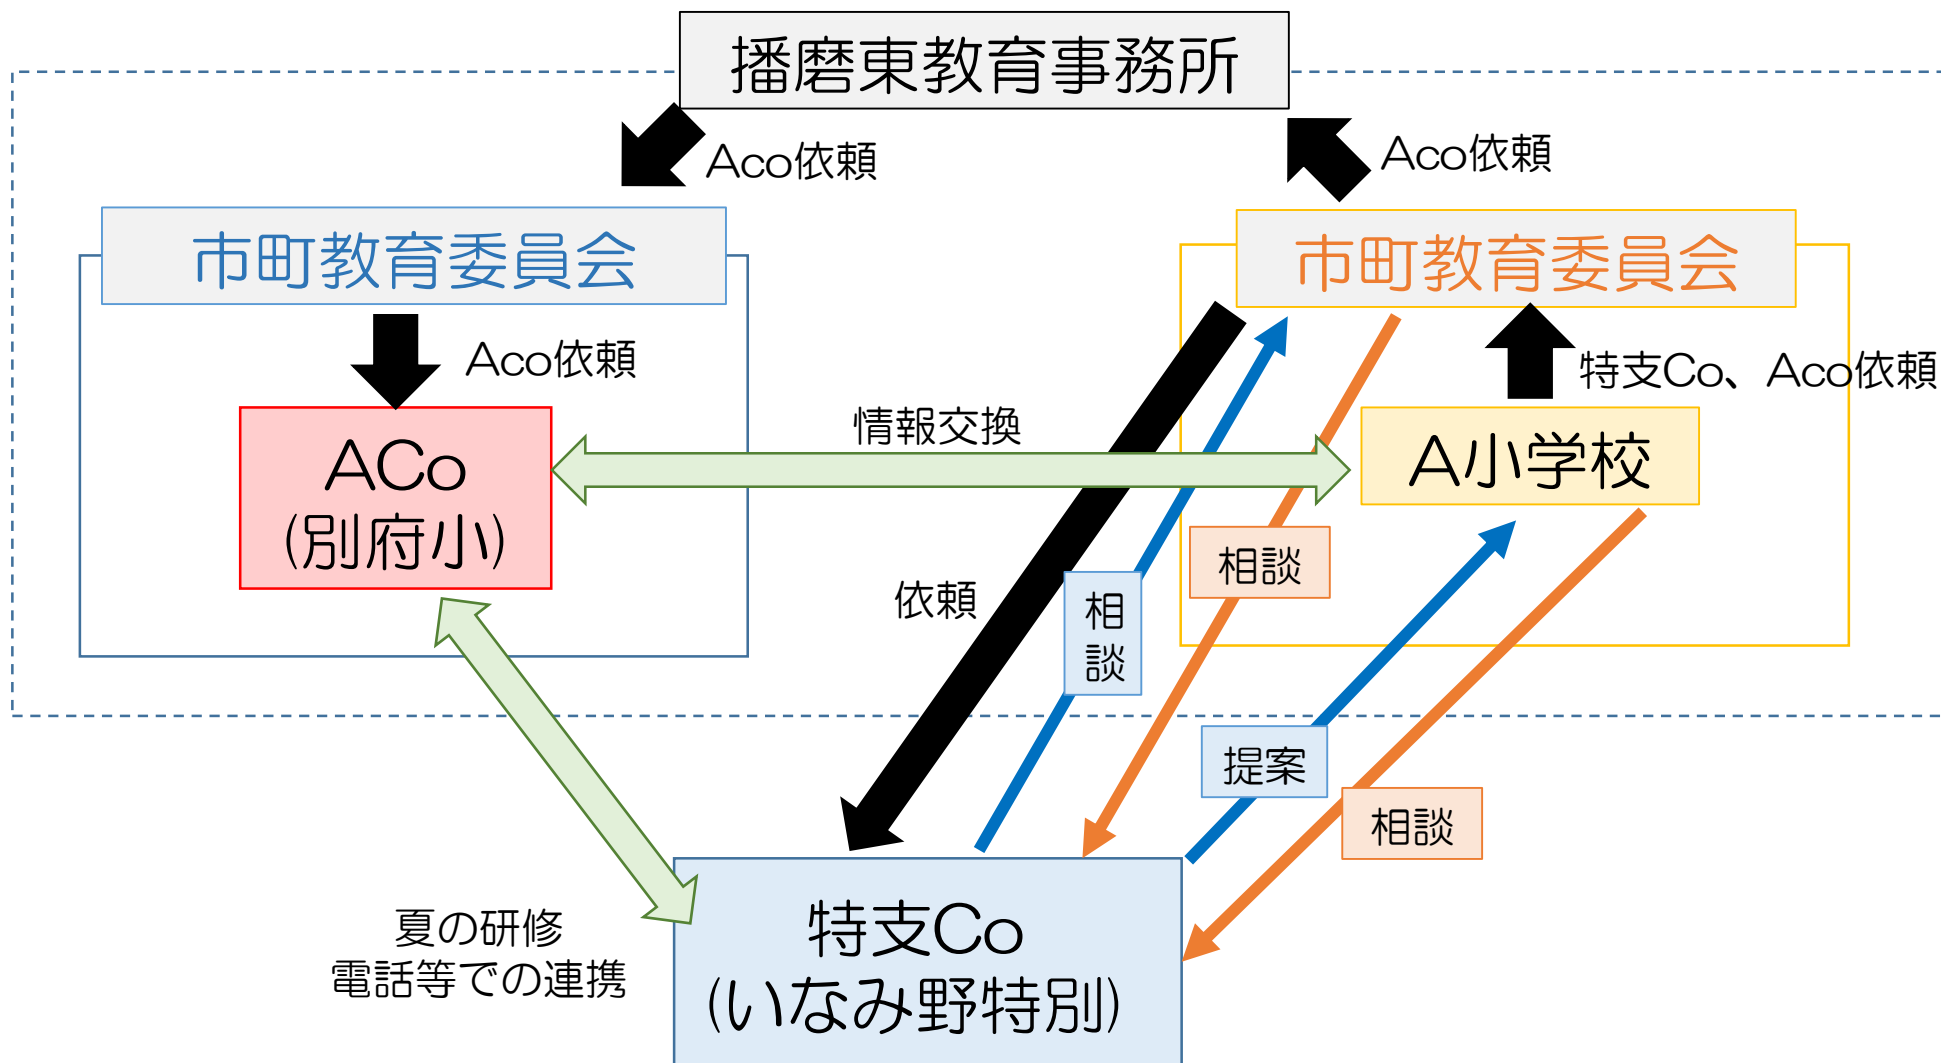 播磨東教育事務所
Aco依頼
Aco依頼
市町教育委員会
市町教育委員会
Aco依頼
特支Co、Aco依頼
情報交換
ACo
(別府小)
A小学校
相談
依頼
相
談
提案
相談
夏の研修
電話等での連携
特支Co
(いなみ野特別)